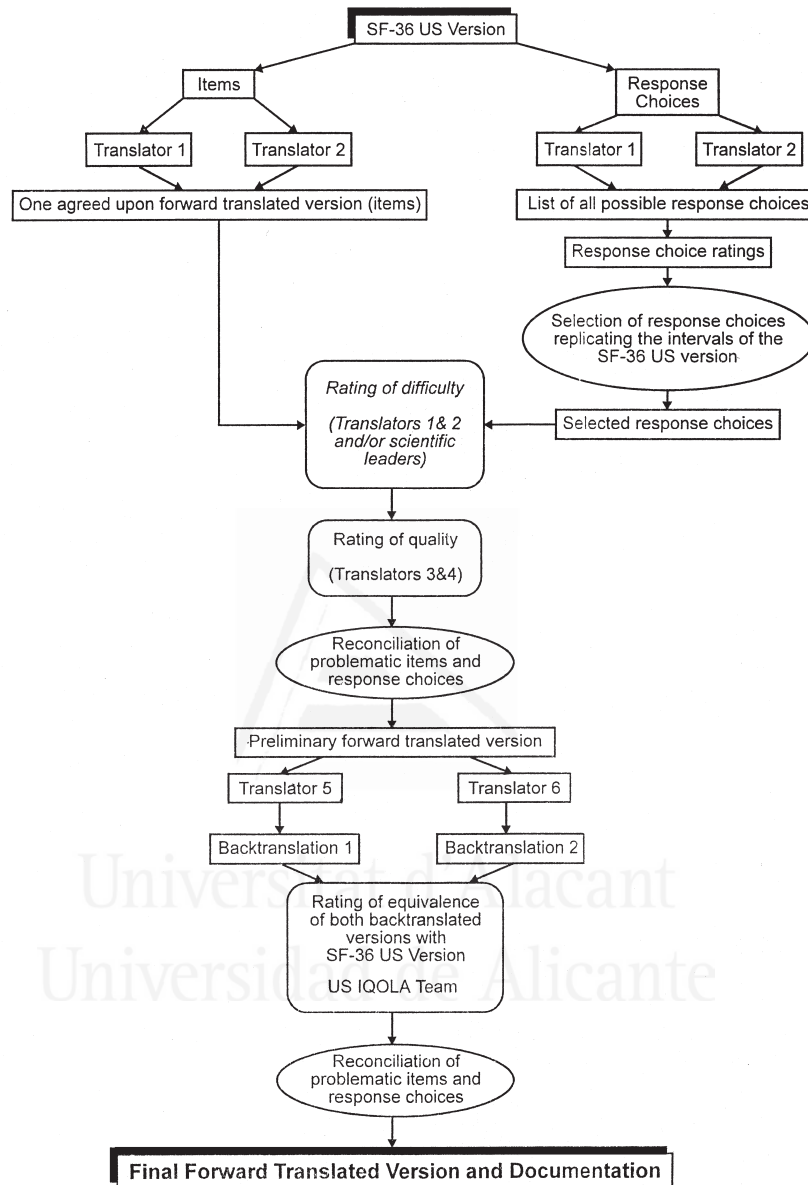 SF-36 US Version
Items
Response
Choices
Translator 1
Translator 2
Translator 1
Translator 2
One agreed upon forward translated version (items)
List of all possible response choices
Response choice ratings
Selection of response choices
replicating the intervals of the
SF-36 US version
Rating of difficulty
(Translators 1& 2
and/or scientific
leaders)
Selected response choices
Rating of quality
(Translators 3&4)
Reconciliation of
problematic items and
response choices
Preliminary forward translated version
Translator 5
Translator 6
Backtranslation 1
Backtranslation 2
Universitat d'Alacant
Universidad de Alicante
Rating of equivalence
of both backtranslated
versions with
SF-36 US Version
US IQOLA Team
Reconciliation of
problematic items and
response choices
Final Forward Translated Version and Documentation